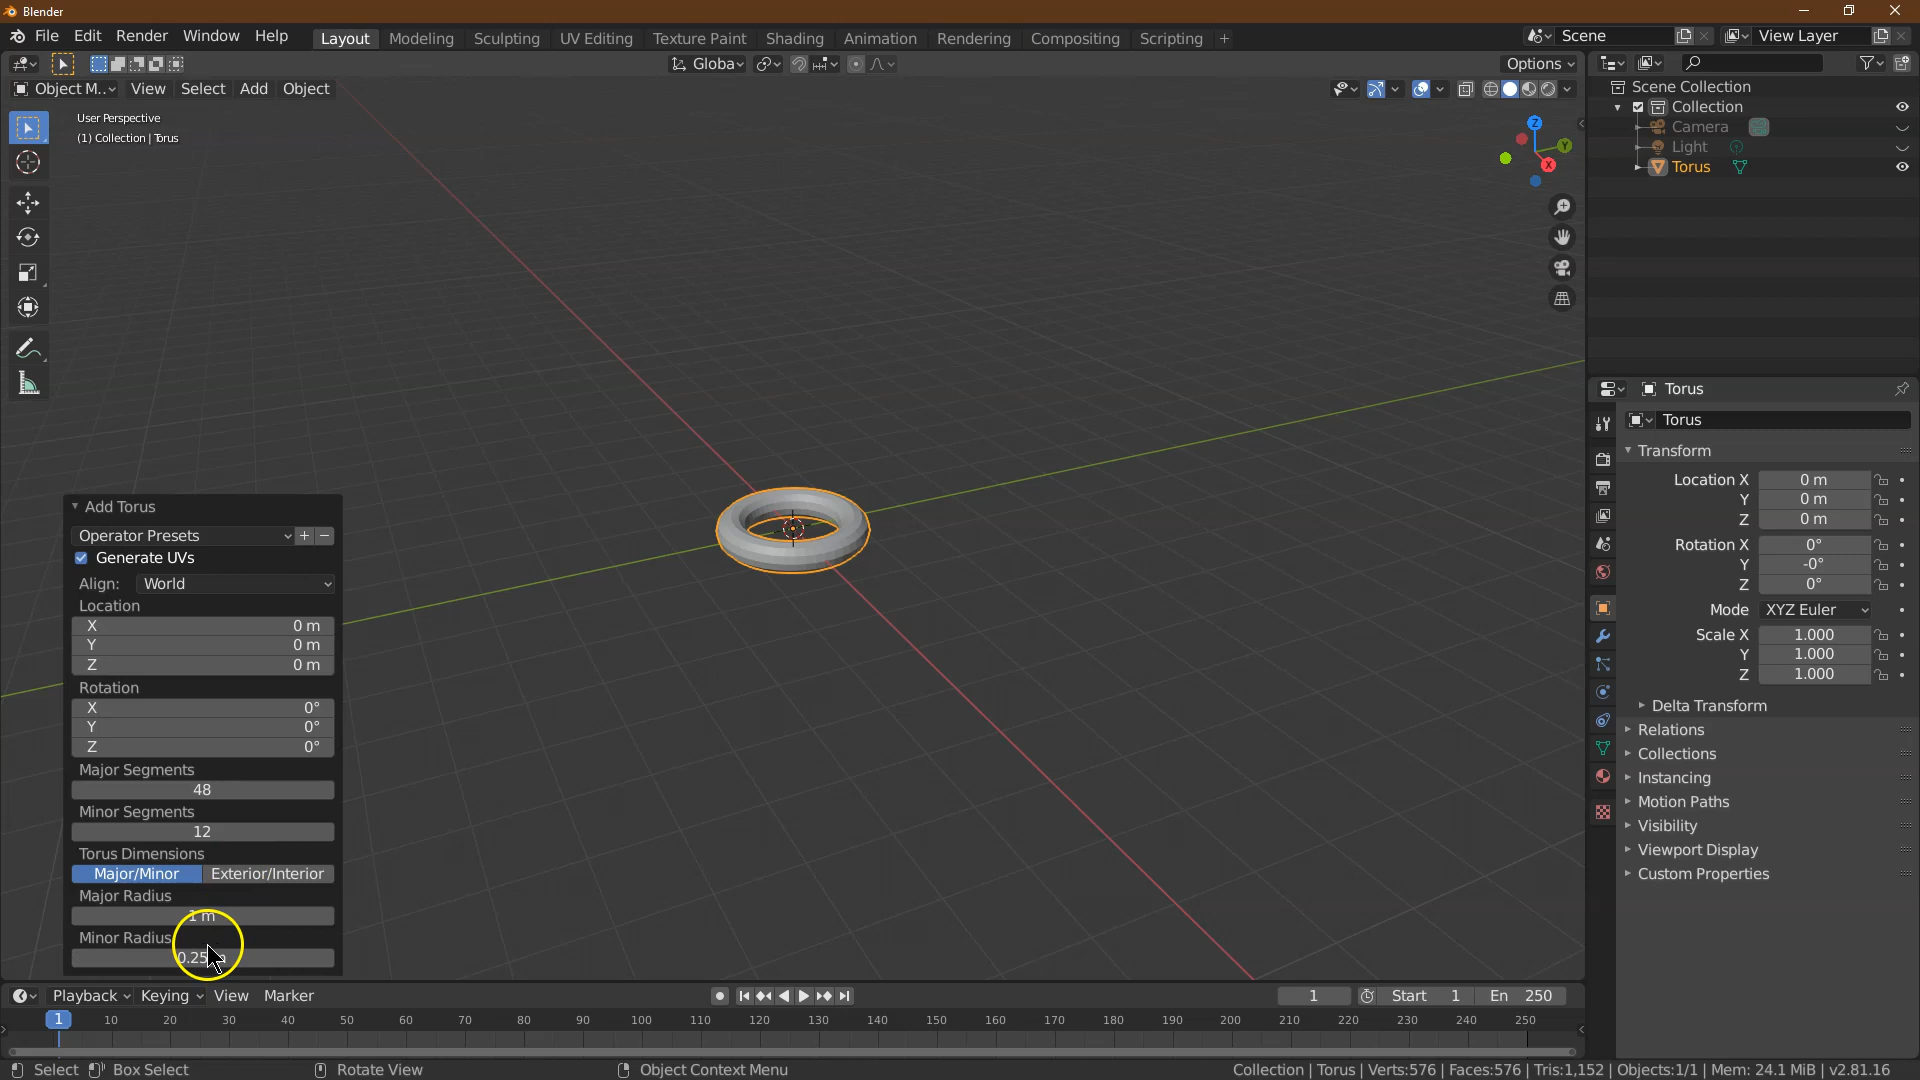 Blender
File Edit Render Window Help
Layout Modeling Sculpting UV Editing Texture Paint Shading Animation Rendering Compositing Scripting +
Scene
View Layer
Globa
Options
Object M..
View Select Add Object
User Perspective
(1) Collection | Torus
Z
Y
X
Scene Collection
Collection
Camera
Light
Torus
Torus
Torus
Transform
Location X 0 m
Y 0 m
Z 0 m
Rotation X 0°
Y -0°
Z 0°
Mode XYZ Euler
Scale X 1.000
Y 1.000
Z 1.000
Delta Transform
Relations
Collections
Instancing
Motion Paths
Visibility
Viewport Display
Custom Properties
Add Torus
Operator Presets + −
Generate UVs
Align: World
Location
X 0 m
Y 0 m
Z 0 m
Rotation
X 0°
Y 0°
Z 0°
Major Segments
48
Minor Segments
12
Torus Dimensions
Major/Minor Exterior/Interior
Major Radius
1 m
Minor Radius
0.25
Playback Keying View Marker
1 Start 1 En 250
1 10 20 30 40 50 60 70 80 90 100 110 120 130 140 150 160 170 180 190 200 210 220 230 240 250
Select Box Select Rotate View Object Context Menu
Collection | Torus | Verts:576 | Faces:576 | Tris:1,152 | Objects:1/1 | Mem: 24.1 MiB | v2.81.16